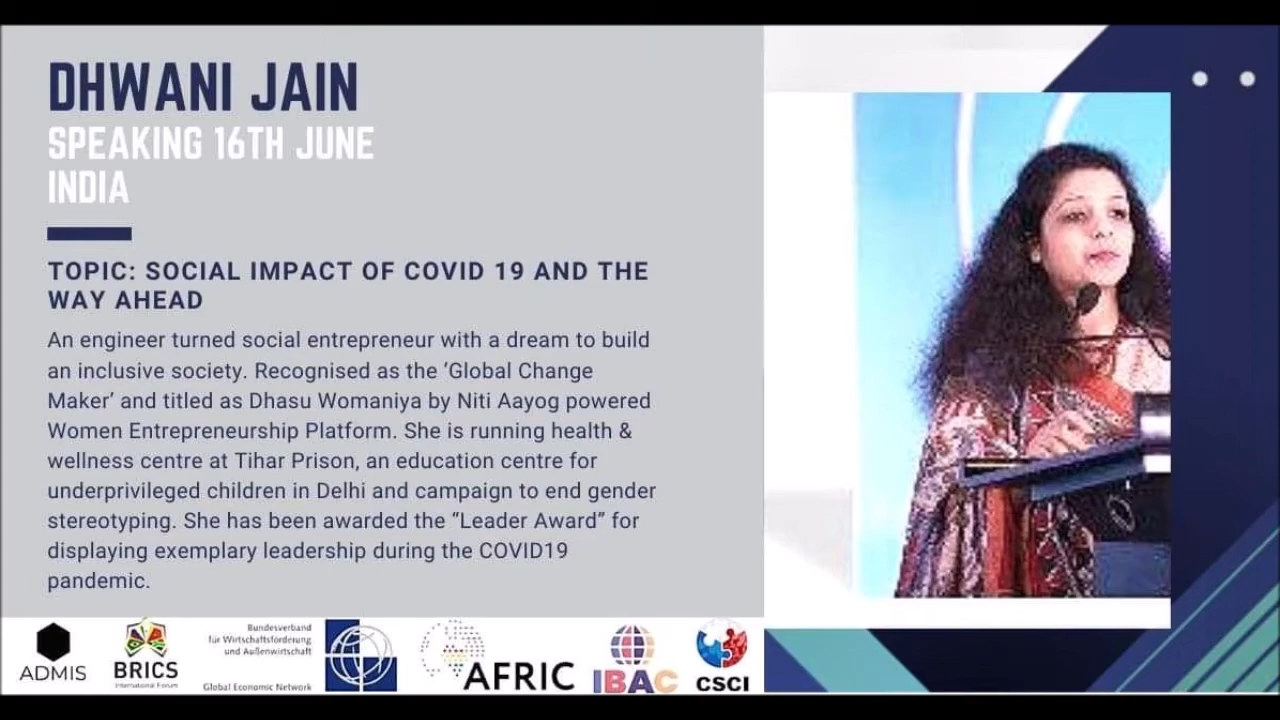 DHWANI JAIN
SPEAKING 16TH JUNE
INDIA
TOPIC: SOCIAL IMPACT OF COVID 19 AND THE
WAY AHEAD
An engineer turned social entrepreneur with a dream to build
an inclusive society. Recognised as the ‘Global Change
Maker’ and titled as Dhasu Womaniya by Niti Aayog powered
Women Entrepreneurship Platform. She is running health &
wellness centre at Tihar Prison, an education centre for
underprivileged children in Delhi and campaign to end gender
stereotyping. She has been awarded the “Leader Award” for
displaying exemplary leadership during the COVID19
pandemic.
ADMIS
BRICS
International Forum
Bundesverband
für Wirtschaftsförderung
und Außenwirtschaft
Global Economic Network
AFRIC
IBAC
CSCI